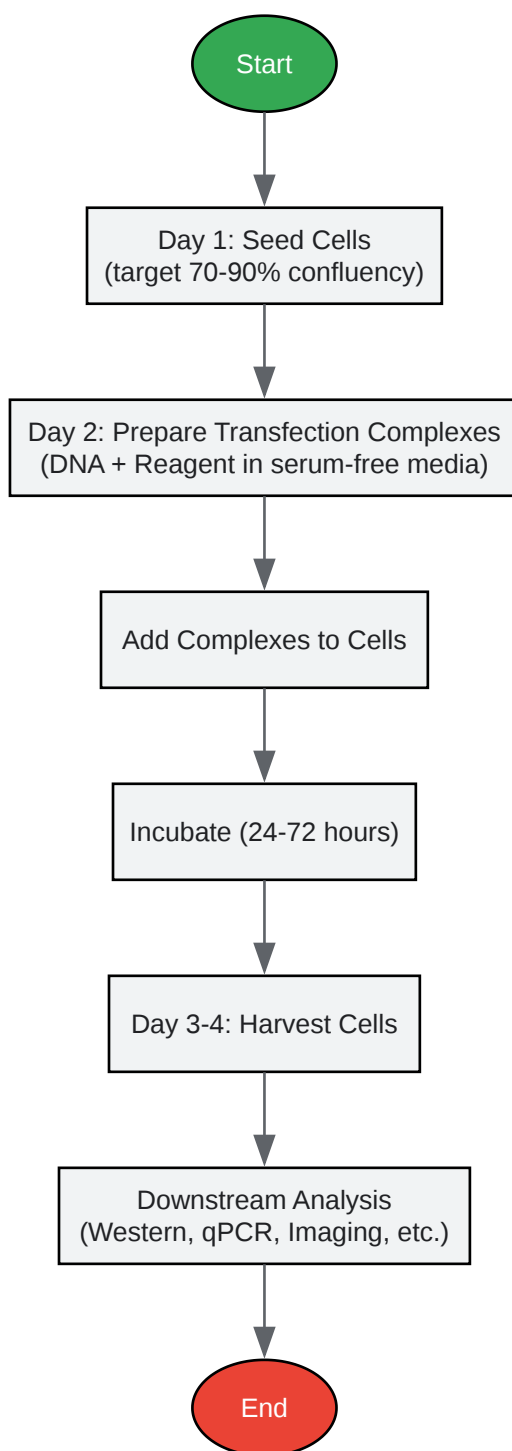 Start
Day 1: Seed Cells
(target 70-90% confluency)
Day 2: Prepare Transfection Complexes
(DNA + Reagent in serum-free media)
Add Complexes to Cells
Incubate (24-72 hours)
Day 3-4: Harvest Cells
Downstream Analysis
(Western, qPCR, Imaging, etc.)
End